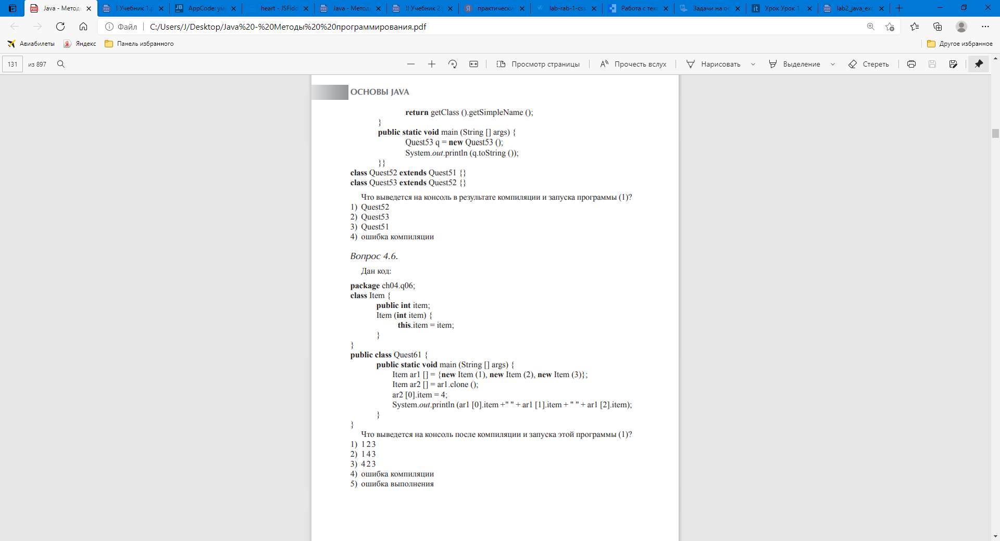 Java - Методь
! Учебник 1.р
AppCode: ум
heart - JSFidd
Java - Метод
!! Учебник 2.
практически
lab-rab-1-css
Работа с текс
Задачи на ос
Урок Урок 1
lab2_java_exc
Файл C:/Users/J/Desktop/Java%20-%20Методы%20%20программирования.pdf
Авиабилеты Яндекс Панель избранного Другое избранное
131 из 897 Просмотр страницы Прочесть вслух Нарисовать Выделение Стереть
ОСНОВЫ JAVA
return getClass ().getSimpleName ();
}
public static void main (String [] args) {
Quest53 q = new Quest53 ();
System.out.println (q.toString ());
}}
class Quest52 extends Quest51 {}
class Quest53 extends Quest52 {}
Что выведется на консоль в результате компиляции и запуска программы (1)?
1) Quest52
2) Quest53
3) Quest51
4) ошибка компиляции
Вопрос 4.6.
Дан код:
package ch04.q06;
class Item {
public int item;
Item (int item) {
this.item = item;
}
}
public class Quest61 {
public static void main (String [] args) {
Item ar1 [] = {new Item (1), new Item (2), new Item (3)};
Item ar2 [] = ar1.clone ();
ar2 [0].item = 4;
System.out.println (ar1 [0].item +" " + ar1 [1].item + " " + ar1 [2].item);
}
}
Что выведется на консоль после компиляции и запуска этой программы (1)?
1) 1 2 3
2) 1 4 3
3) 4 2 3
4) ошибка компиляции
5) ошибка выполнения